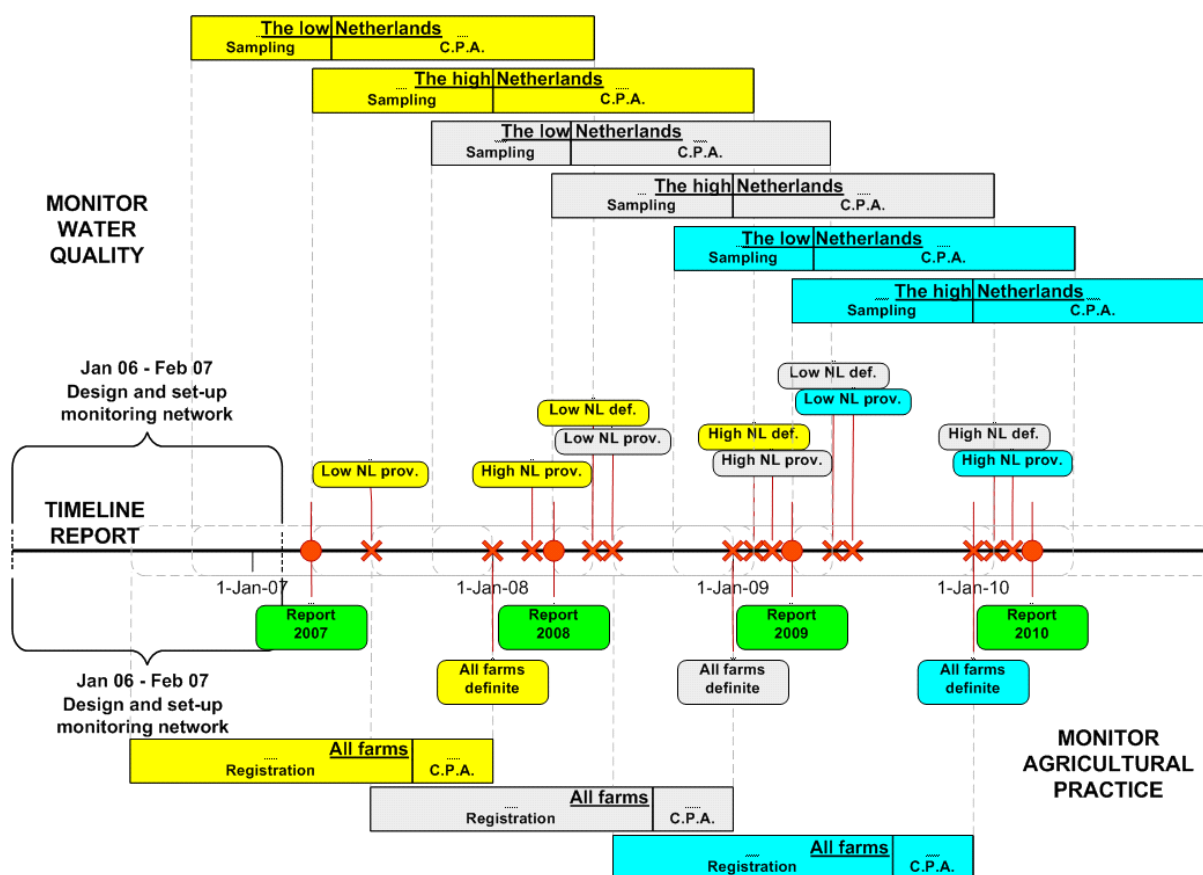 The low Netherlands
Sampling C.P.A.
The high Netherlands
Sampling C.P.A.
The low Netherlands
Sampling C.P.A.
The high Netherlands
Sampling C.P.A.
The low Netherlands
Sampling C.P.A.
The high Netherlands
Sampling C.P.A.
MONITOR
WATER
QUALITY
Jan 06 - Feb 07
Design and set-up
monitoring network
Low NL def.
Low NL prov.
Low NL def.
Low NL prov.
High NL def.
High NL prov.
High NL def.
High NL prov.
Low NL prov.
High NL prov.
TIMELINE
REPORT
1-Jan-07
1-Jan-08
1-Jan-09
1-Jan-10
Report
2007
Report
2008
Report
2009
Report
2010
All farms
definite
All farms
definite
All farms
definite
Jan 06 - Feb 07
Design and set-up
monitoring network
All farms
Registration C.P.A.
All farms
Registration C.P.A.
All farms
Registration C.P.A.
MONITOR
AGRICULTURAL
PRACTICE